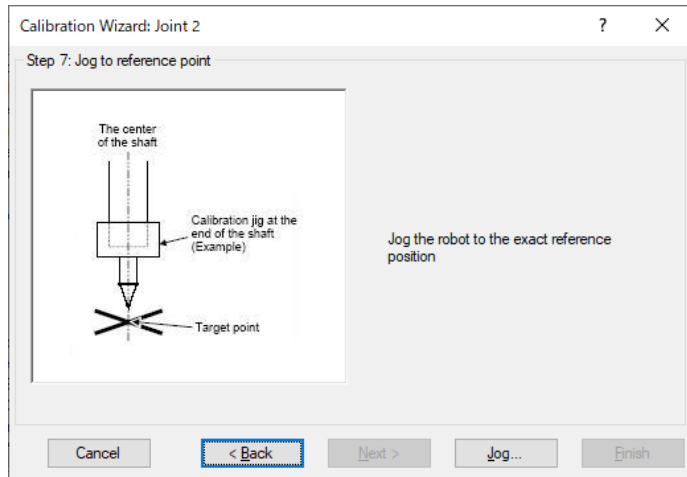 Calibration Wizard: Joint 2
Step 7: Jog to reference point
The center
of the shaft
Calibration jig at the
end of the shaft
(Example)
Target point
Jog the robot to the exact reference
position
Cancel
< Back
Next >
Jog...
Finish